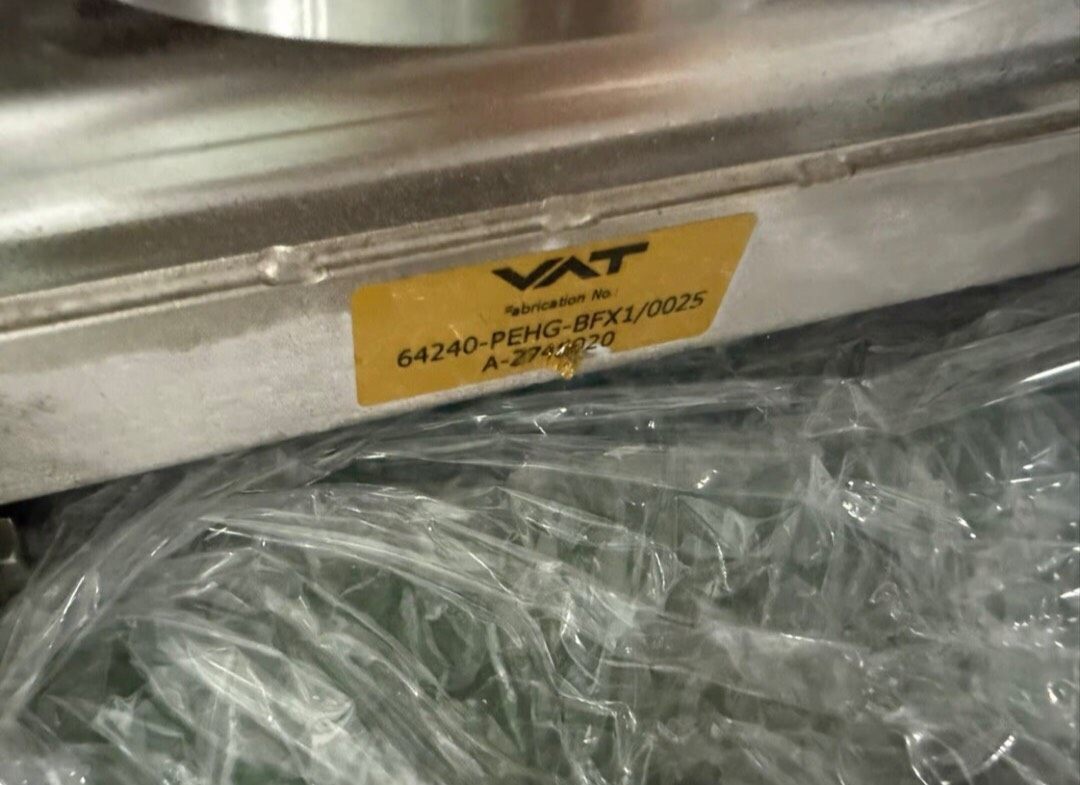 VAT
Fabrication No.:
64240-PEHG-BFX1/0025